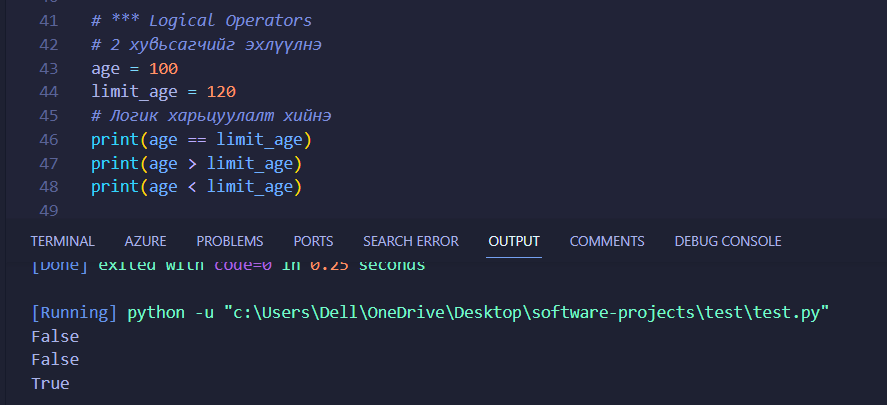 41 # *** Logical Operators
42 # 2 хувьсагчийг эхлүүлнэ
43 age = 100
44 limit_age = 120
45 # Логик харьцуулалт хийнэ
46 print(age == limit_age)
47 print(age > limit_age)
48 print(age < limit_age)
49
TERMINAL AZURE PROBLEMS PORTS SEARCH ERROR OUTPUT COMMENTS DEBUG CONSOLE
[Done] exited with code=0 in 0.25 seconds
[Running] python -u "c:\Users\Dell\OneDrive\Desktop\software-projects\test\test.py"
False
False
True